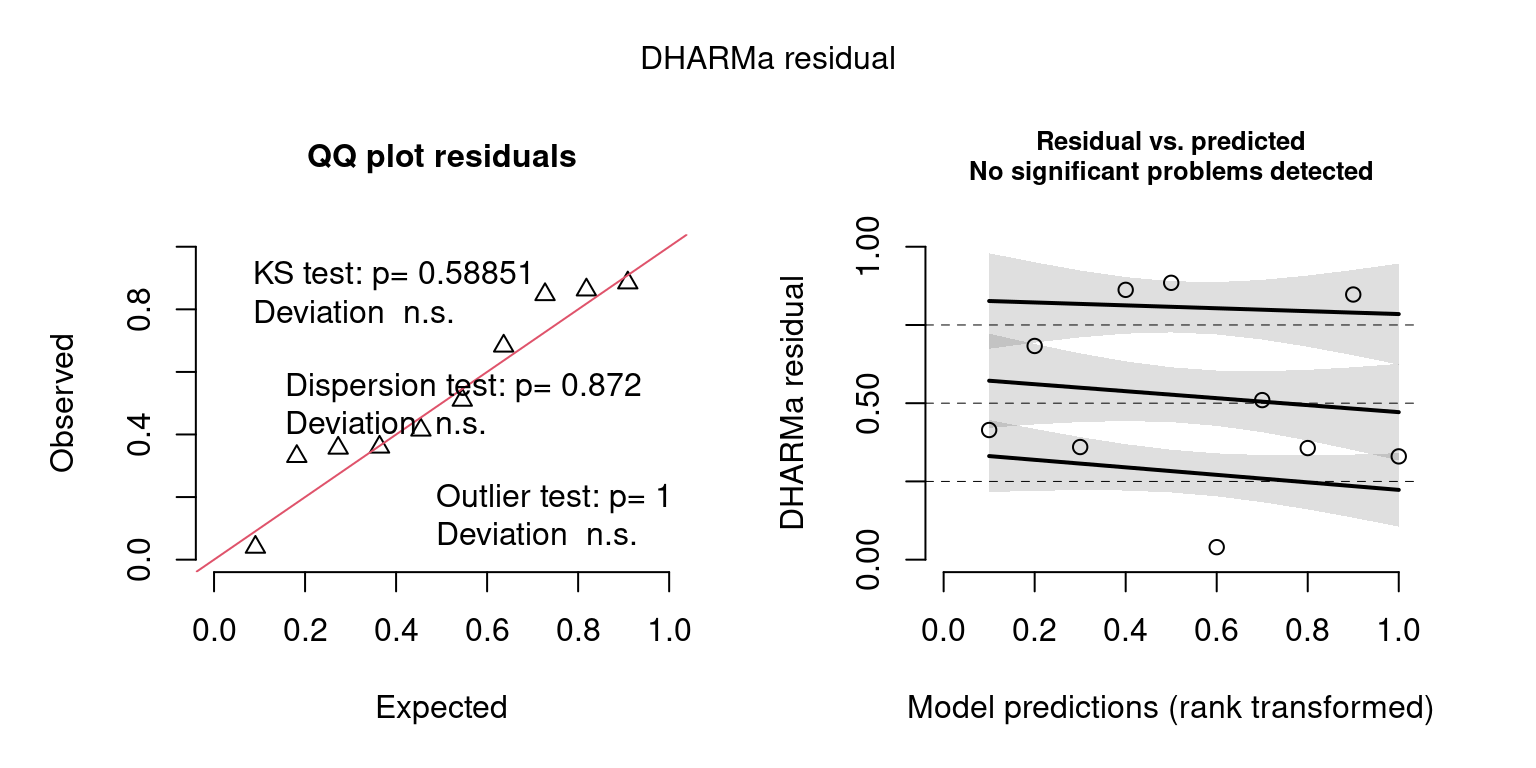 DHARMa residual
QQ plot residuals
KS test: p= 0.58851
Deviation  n.s.
Dispersion test: p= 0.872
Deviation  n.s.
Outlier test: p= 1
Deviation  n.s.
Observed
0.0
0.4
0.8
0.0 0.2 0.4 0.6 0.8 1.0
Expected
Residual vs. predicted
No significant problems detected
DHARMa residual
0.00
0.50
1.00
0.0 0.2 0.4 0.6 0.8 1.0
Model predictions (rank transformed)